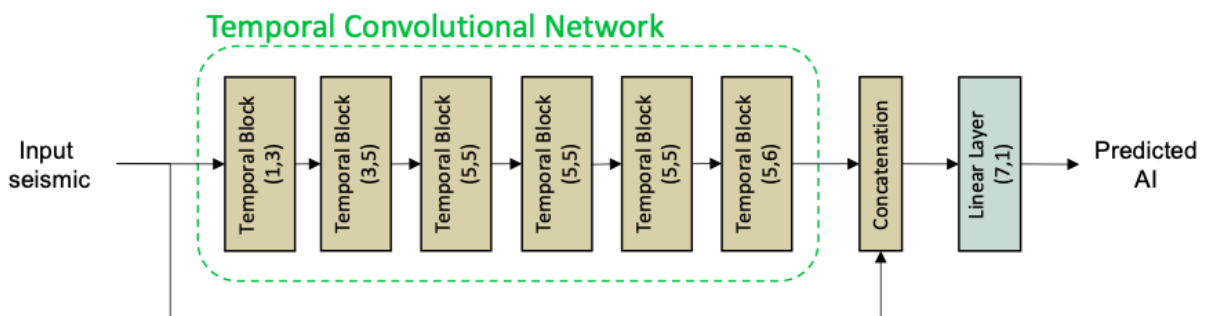 Temporal Convolutional Network
Input
seismic
Temporal Block
(1,3)
Temporal Block
(3,5)
Temporal Block
(5,5)
Temporal Block
(5,5)
Temporal Block
(5,5)
Temporal Block
(5,6)
Concatenation
Linear Layer
(7,1)
Predicted
AI